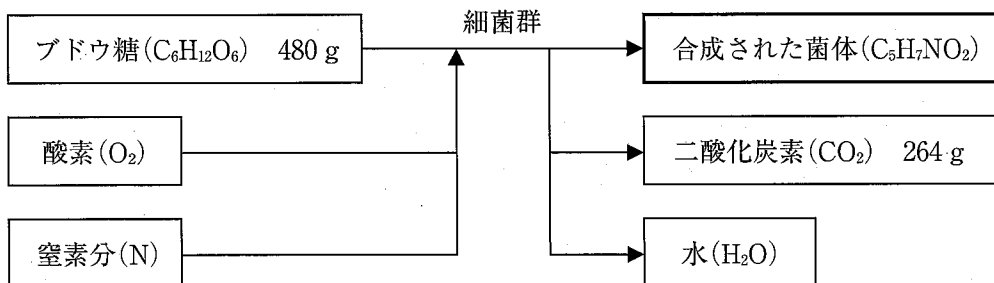 細菌群
ブドウ糖(C₆H₁₂O₆) 480 g
合成された菌体(C₅H₇NO₂)
酸素(O₂)
二酸化炭素(CO₂) 264 g
窒素分(N)
水(H₂O)